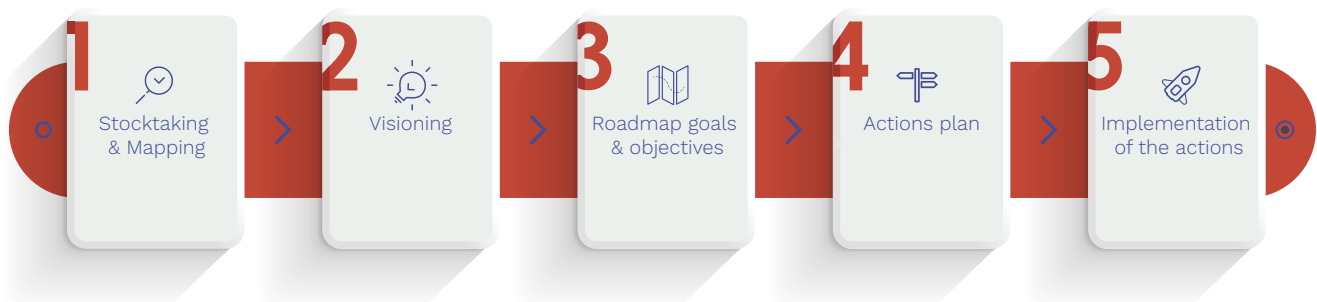 1
Stocktaking
& Mapping
2
Visioning
3
Roadmap goals
& objectives
4
Actions plan
5
Implementation
of the actions